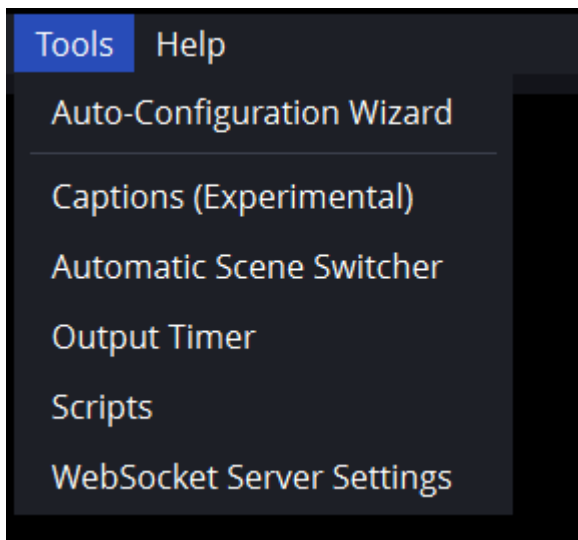 Tools Help
Auto-Configuration Wizard
Captions (Experimental)
Automatic Scene Switcher
Output Timer
Scripts
WebSocket Server Settings